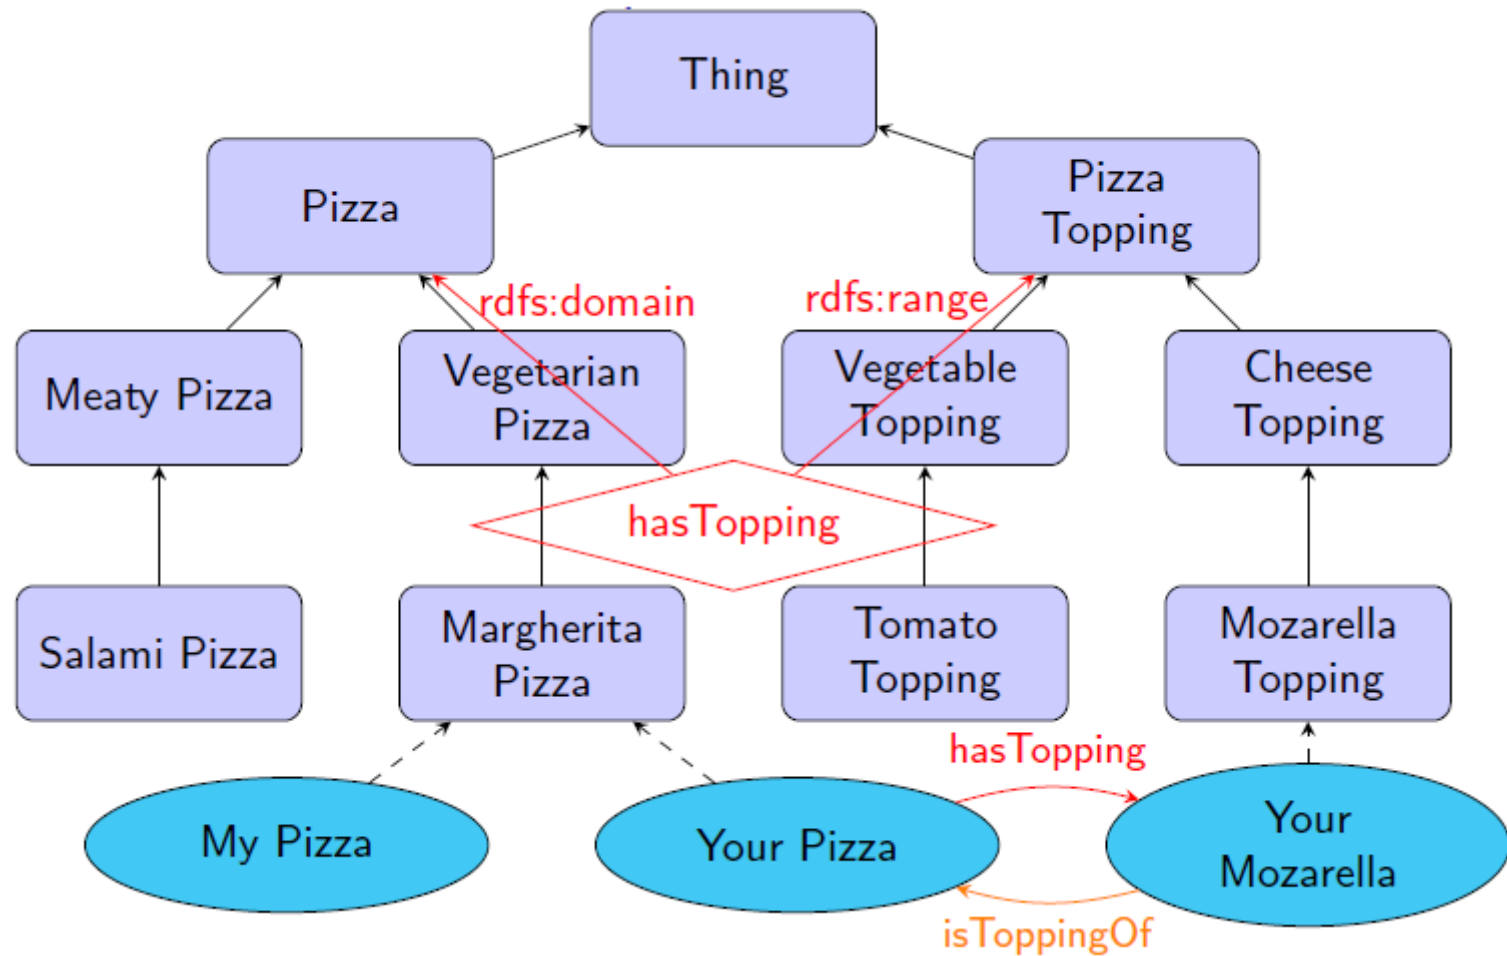 Thing
Pizza
Pizza
Topping
rdfs:domain
rdfs:range
Meaty Pizza
Vegetarian
Pizza
Vegetable
Topping
Cheese
Topping
hasTopping
Salami Pizza
Margherita
Pizza
Tomato
Topping
Mozarella
Topping
hasTopping
My Pizza
Your Pizza
Your
Mozarella
isToppingOf